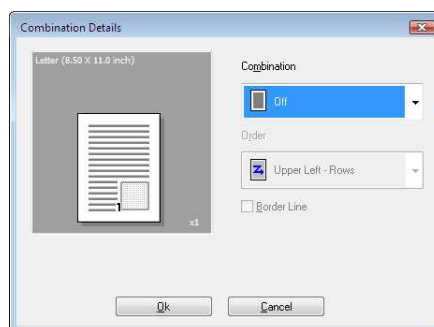 Combination Details
Letter (8.50 X 11.0 inch)
1
x1
Combination
Off
Order
Upper Left - Rows
Border Line
Ok
Cancel